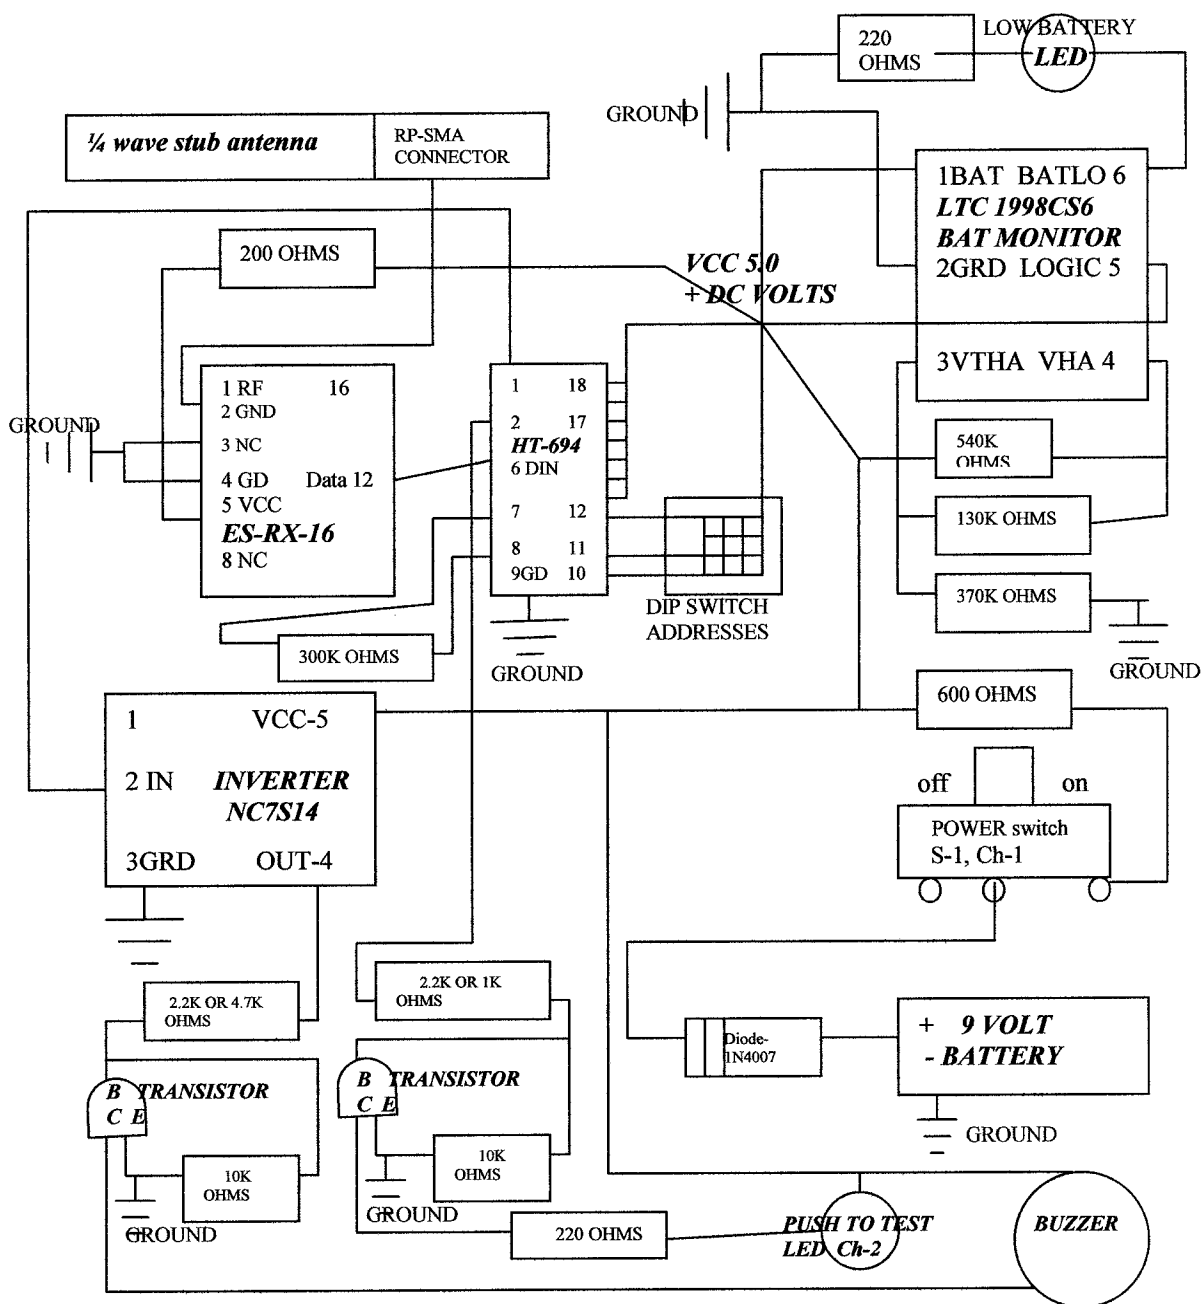 220
OHMS
LOW BATTERY
LED
GROUND
¼ wave stub antenna
RP-SMA
CONNECTOR
1BAT BATLO 6
LTC 1998CS6
BAT MONITOR
2GRD LOGIC 5
3VTHA VHA 4
200 OHMS
VCC 5.0
+ DC VOLTS
1 RF 16
2 GND
3 NC
4 GD Data 12
5 VCC
ES-RX-16
8 NC
GROUND
1 18
2 17
HT-694
6 DIN
7 12
8 11
9GD 10
540K
OHMS
130K OHMS
370K OHMS
GROUND
DIP SWITCH
ADDRESSES
300K OHMS
GROUND
600 OHMS
1 VCC-5
2 IN INVERTER
NC7S14
3GRD OUT-4
off on
POWER switch
S-1, Ch-1
2.2K OR 4.7K
OHMS
2.2K OR 1K
OHMS
Diode-
1N4007
+ 9 VOLT
- BATTERY
GROUND
B TRANSISTOR
C E
B TRANSISTOR
C E
10K
OHMS
GROUND
10K
OHMS
GROUND
220 OHMS
PUSH TO TEST
LED Ch-2
BUZZER